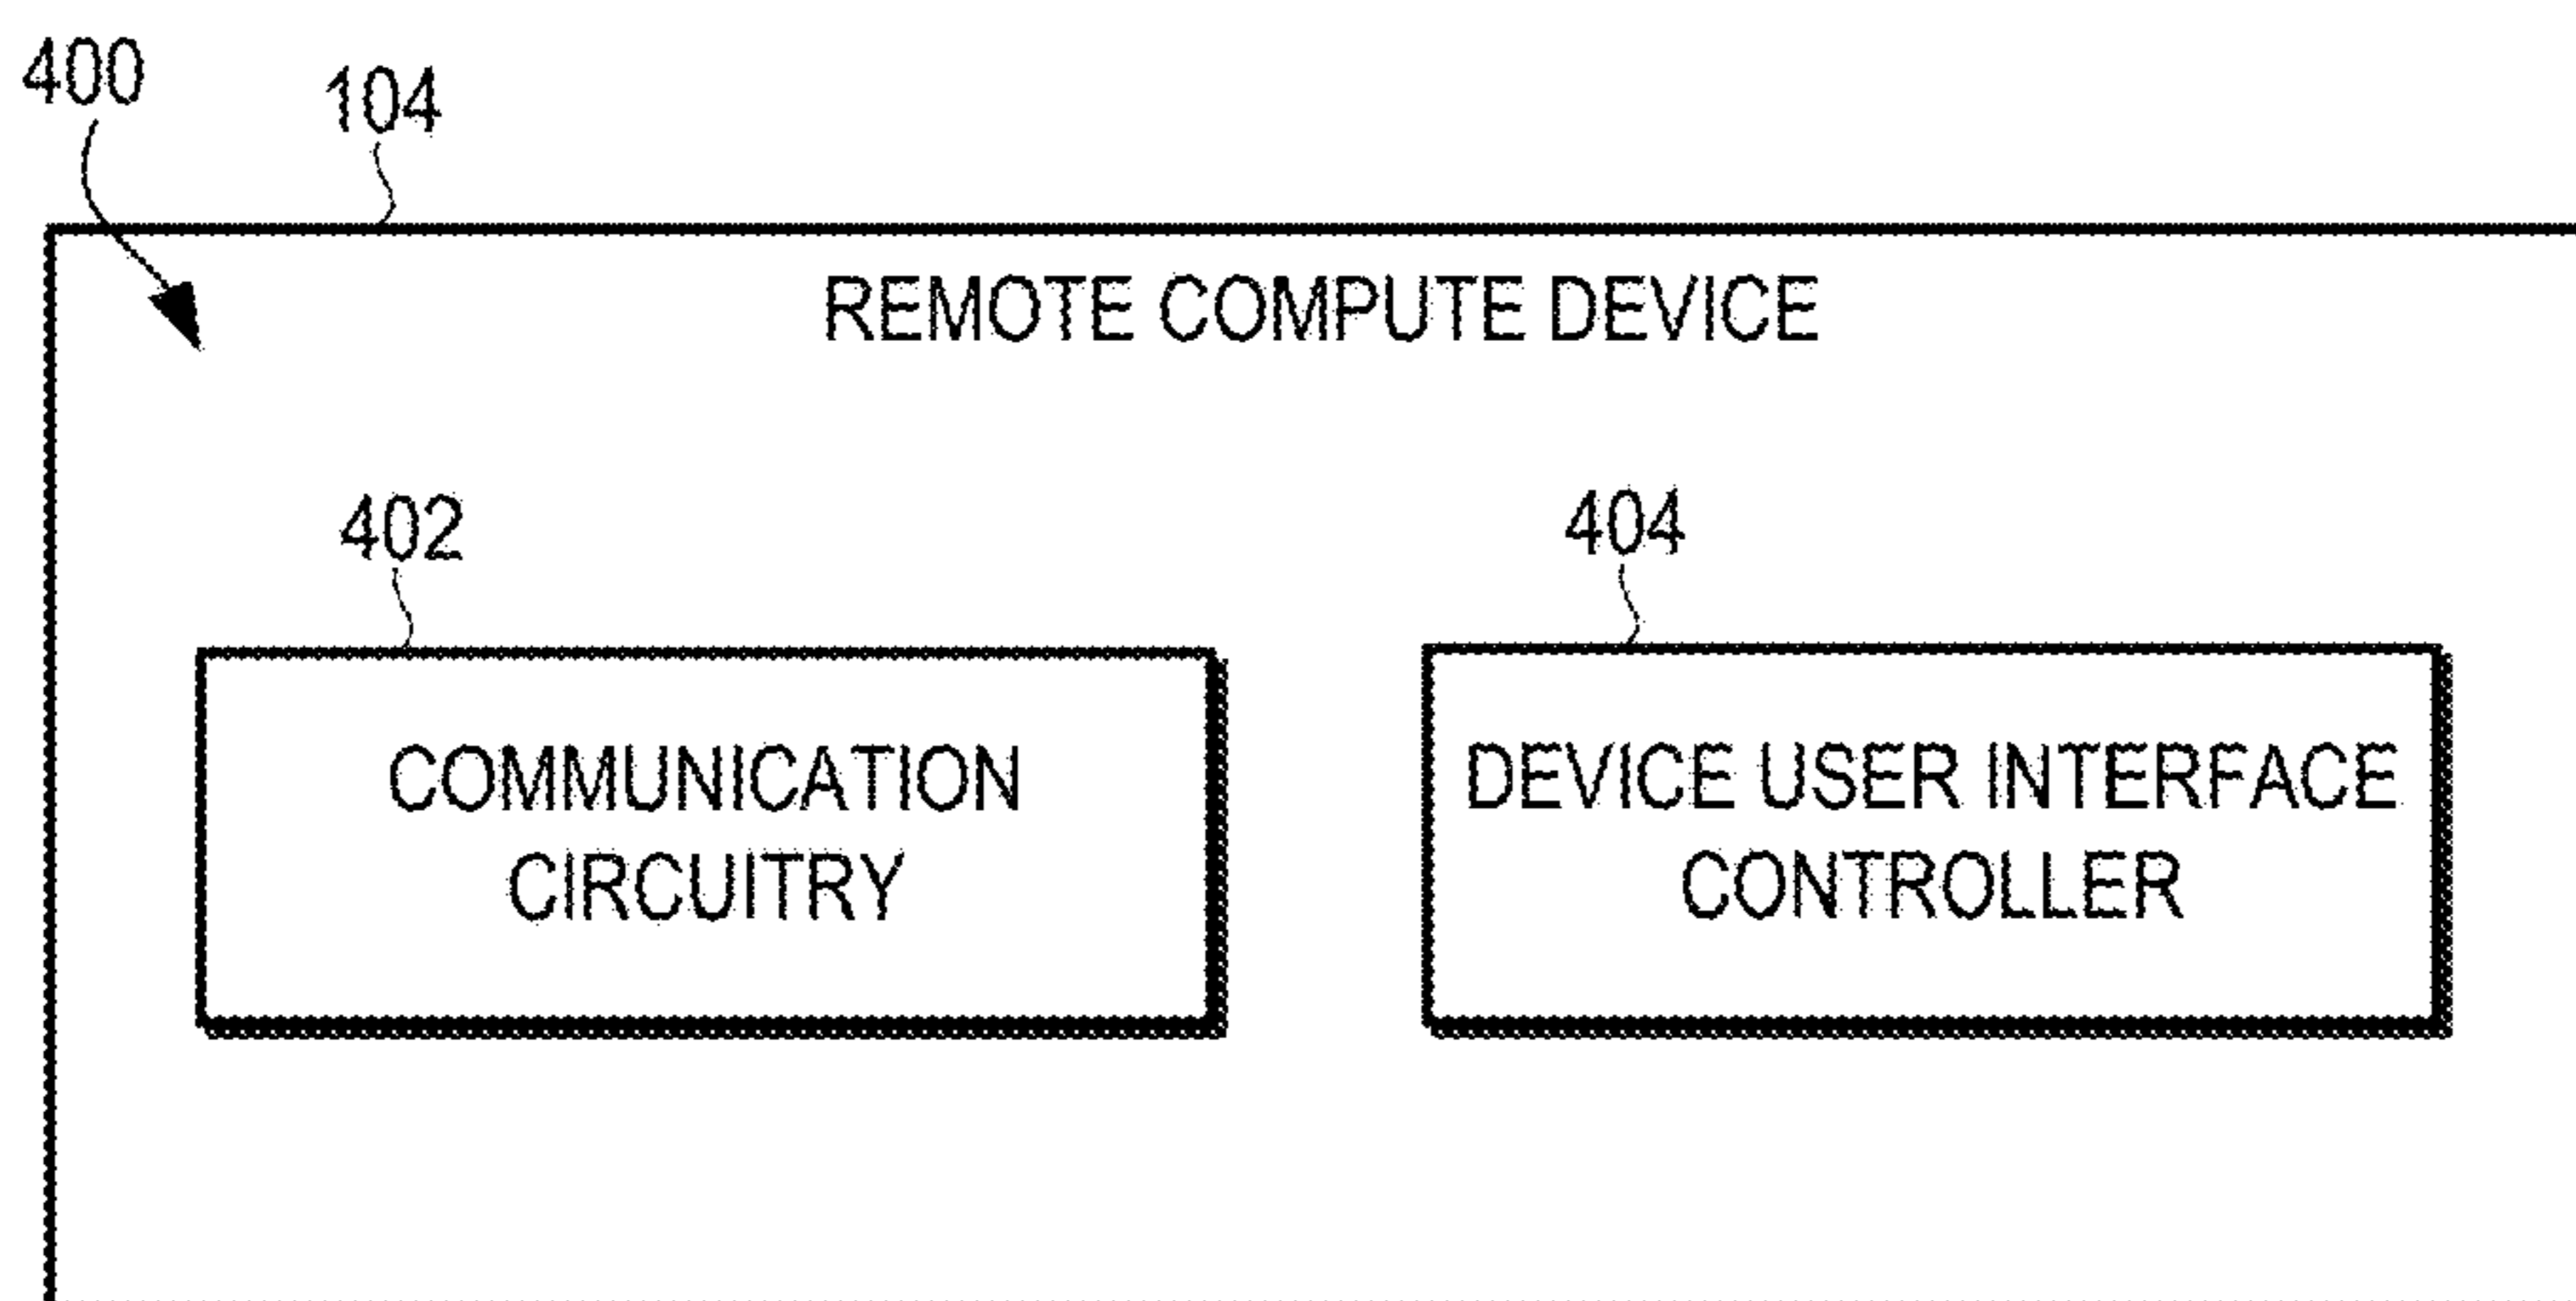 400
104
REMOTE COMPUTE DEVICE
402
404
COMMUNICATION
CIRCUITRY
DEVICE USER INTERFACE
CONTROLLER